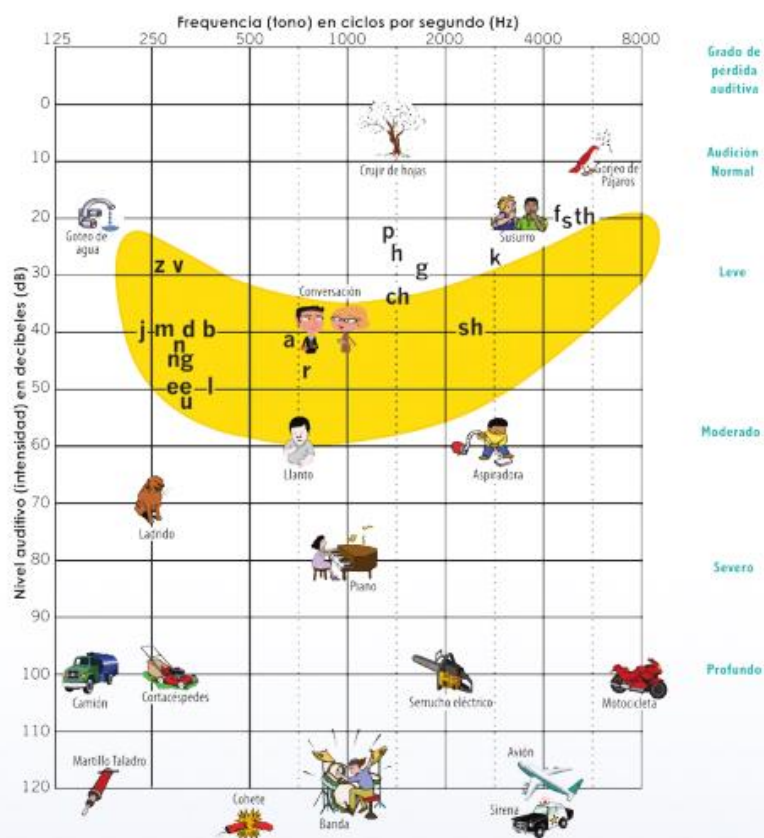 Frequencia (tono) en ciclos por segundo (Hz)
125 250 500 1000 2000 4000 8000
Grado de
pérdida
auditiva
Nivel auditivo (intensidad) en decibeles (dB)
0
Crujir de hojas
10
Gorjeo de
Pájaros
Audición
Normal
20
Goteo de
agua
Susurro
f s th
p
h
z v
g
k
30
Leve
Conversación
ch
40
j m d b
a
sh
n
ng
r
50
ee l
u
60
Llanto
Aspiradora
Moderado
70
Ladrido
80
Piano
Severo
90
100
Camión
Cortacéspedes
Serrucho eléctrico
Motocicleta
Profundo
110
Martillo Taladro
Avión
120
Cohete
Banda
Sirena